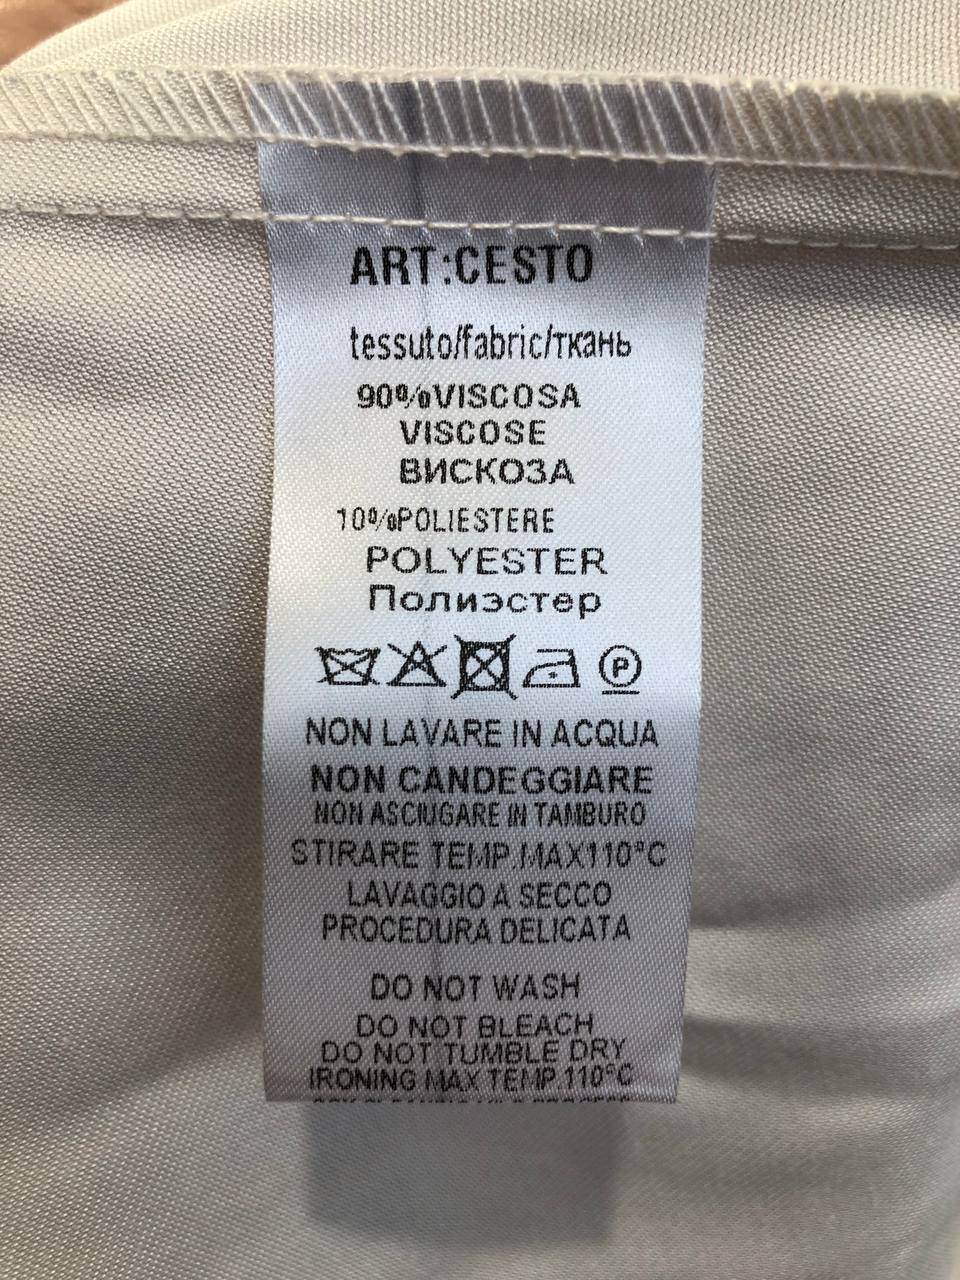 ART:CESTO
tessuto/fabric/ткань
90%VISCOSA
VISCOSE
ВИСКОЗА
10%POLIESTERE
POLYESTER
Полиэстер
P
NON LAVARE IN ACQUA
NON CANDEGGIARE
NON ASCIUGARE IN TAMBURO
STIRARE TEMP.MAX110°C
LAVAGGIO A SECCO
PROCEDURA DELICATA
DO NOT WASH
DO NOT BLEACH
DO NOT TUMBLE DRY
IRONING MAX TEMP.110°C